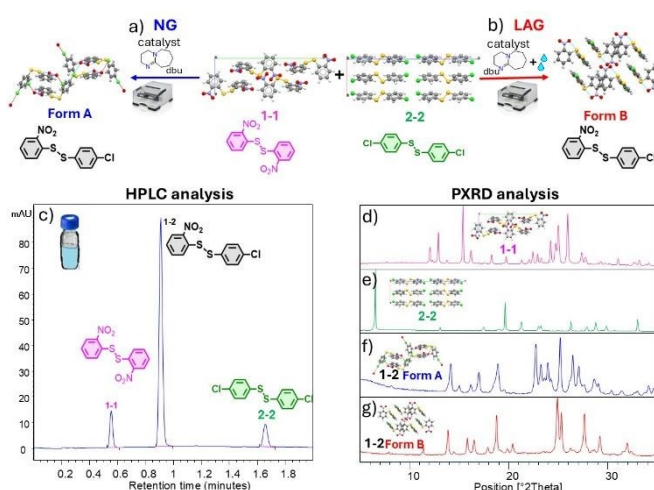 a) NG
catalyst
dbu
b) LAG
catalyst
dbu
+
+
Form A
1-1
2-2
Form B
NO₂
S
S
Cl
NO₂
S
S
NO₂
Cl
S
S
Cl
NO₂
S
S
Cl
HPLC analysis
c)
mAU
80
70
60
50
40
30
20
10
0
0.2 0.4 0.6 0.8 1.0 1.2 1.4 1.6 1.8
Retention time (minutes)
1-2
NO₂
S
S
Cl
NO₂
S
S
NO₂
1-1
Cl
S
S
Cl
2-2
PXRD analysis
d)
1-1
e)
2-2
f)
1-2 Form A
g)
1-2 Form B
10 20 30
Position [°2Theta]